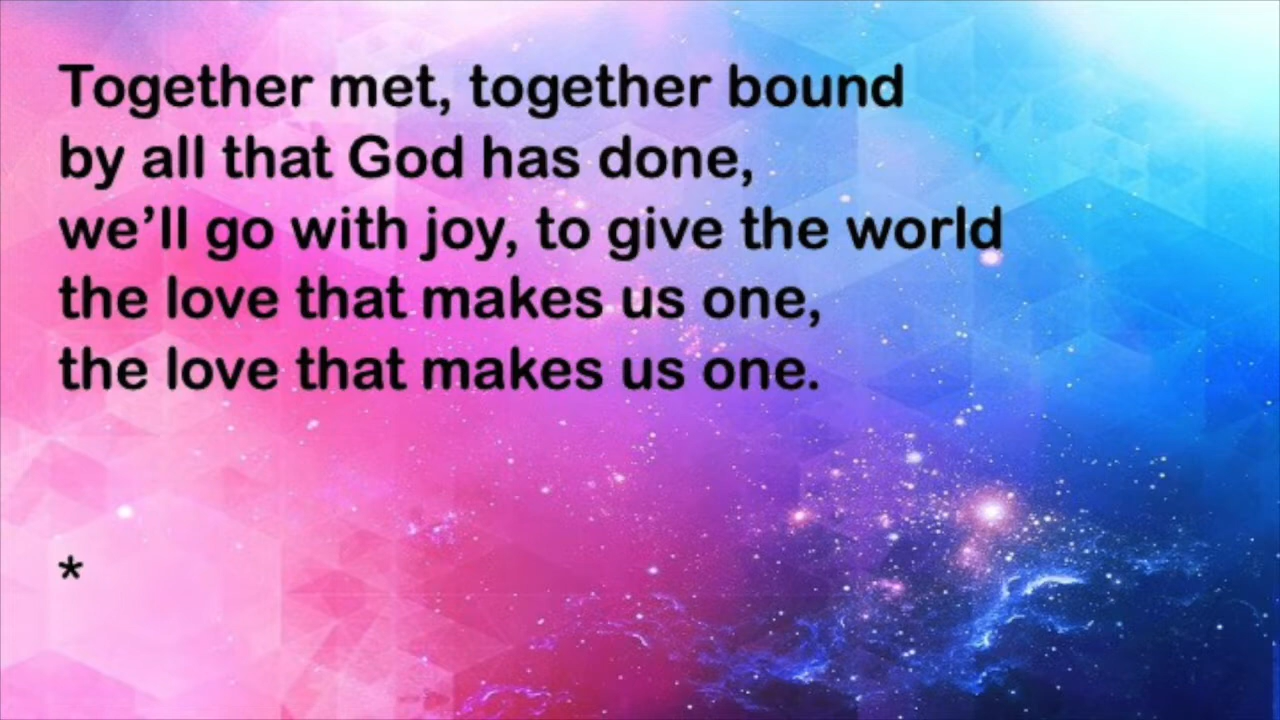 Together met, together bound
by all that God has done,
we’ll go with joy, to give the world
the love that makes us one,
the love that makes us one.
*